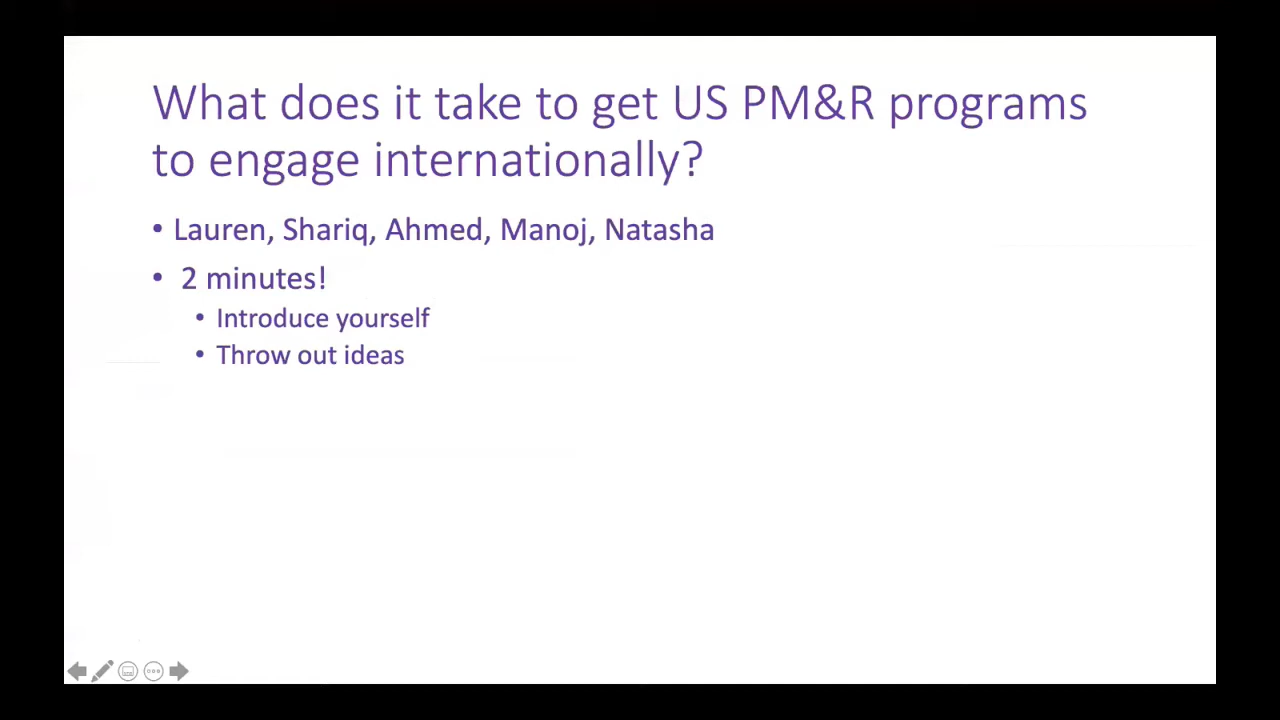 What does it take to get US PM&R programs
to engage internationally?
• Lauren, Shariq, Ahmed, Manoj, Natasha
• 2 minutes!
• Introduce yourself
• Throw out ideas